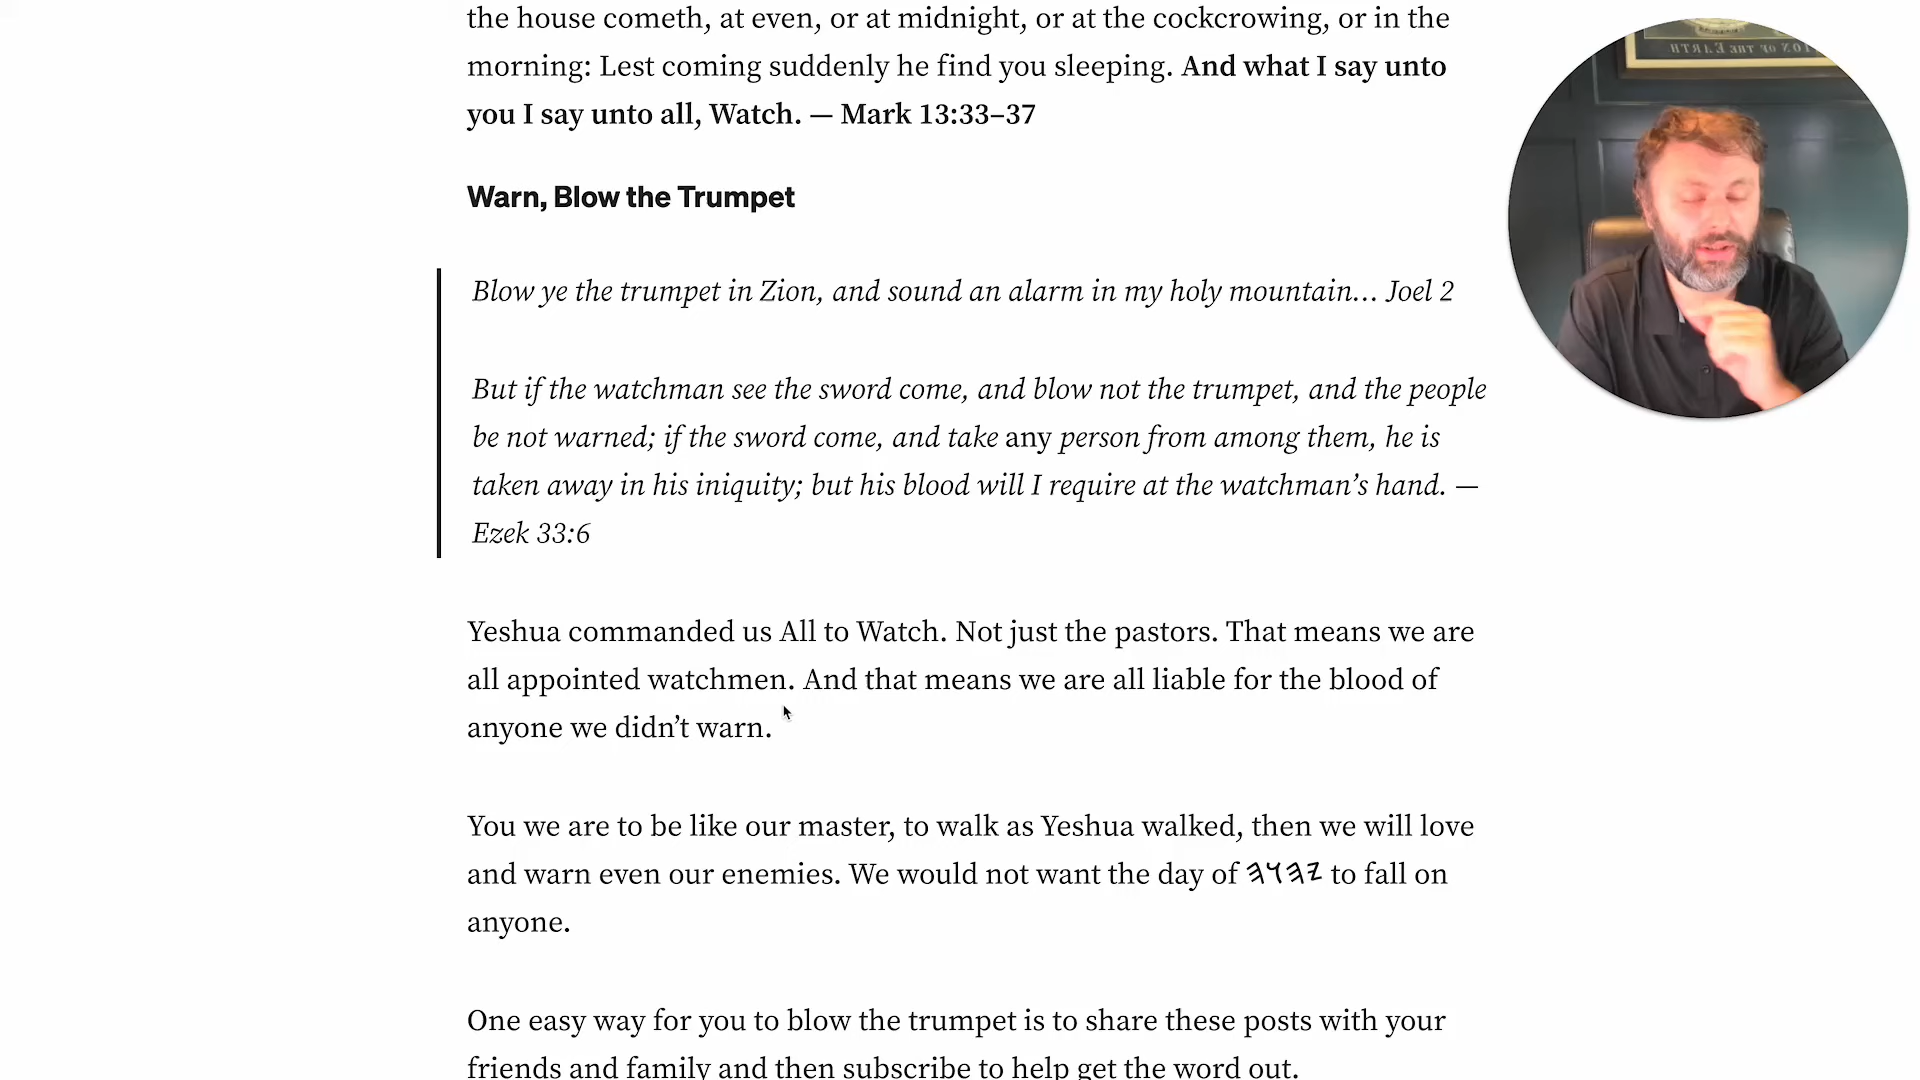 the house cometh, at even, or at midnight, or at the cockcrowing, or in the
morning: Lest coming suddenly he find you sleeping. And what I say unto
you I say unto all, Watch. — Mark 13:33–37
Warn, Blow the Trumpet
Blow ye the trumpet in Zion, and sound an alarm in my holy mountain… Joel 2
But if the watchman see the sword come, and blow not the trumpet, and the people
be not warned; if the sword come, and take any person from among them, he is
taken away in his iniquity; but his blood will I require at the watchman’s hand. —
Ezek 33:6
Yeshua commanded us All to Watch. Not just the pastors. That means we are
all appointed watchmen. And that means we are all liable for the blood of
anyone we didn’t warn.
You we are to be like our master, to walk as Yeshua walked, then we will love
and warn even our enemies. We would not want the day of 𐤉𐤄𐤅𐤄 to fall on
anyone.
One easy way for you to blow the trumpet is to share these posts with your
friends and family and then subscribe to help get the word out.